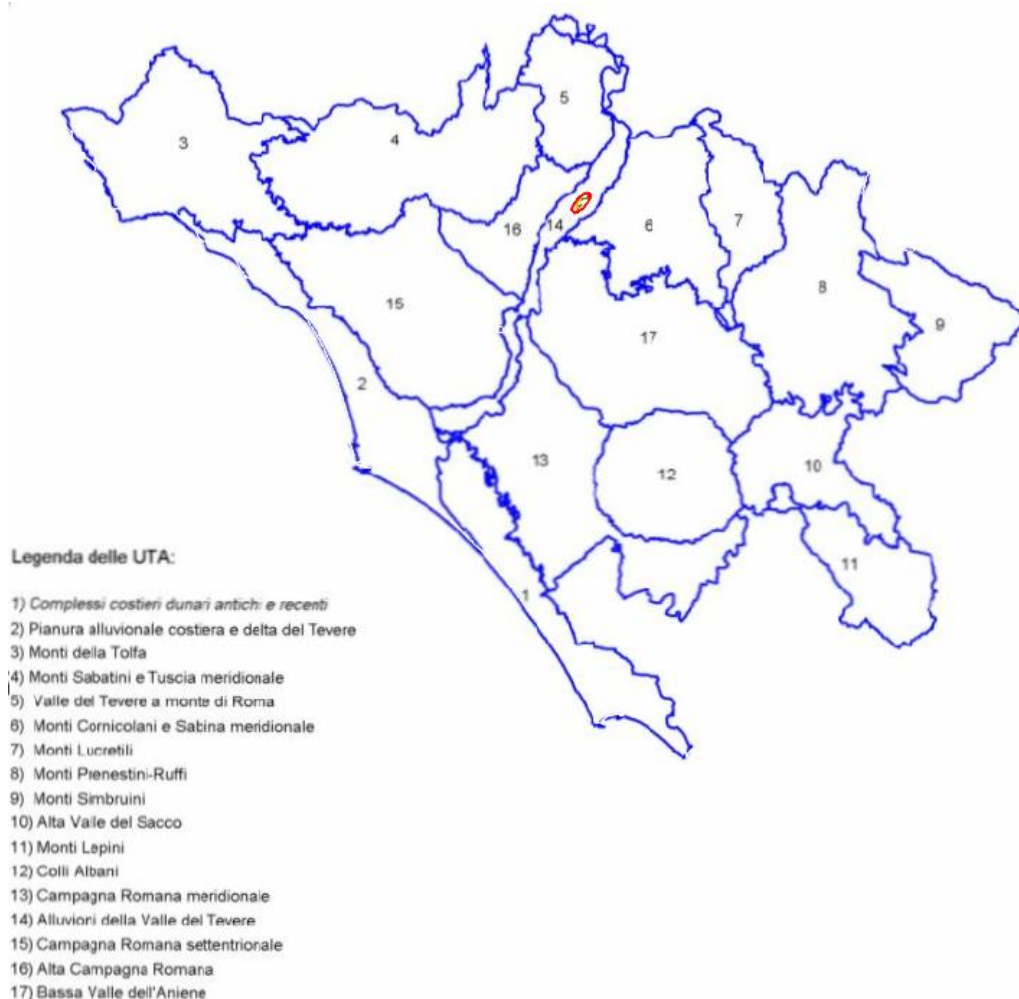 5
3
4
7
16
14
6
8
15
9
17
2
13
12
10
11
1
Legenda delle UTA:
1) Complessi costieri dunari antichi e recenti
2) Pianura alluvionale costiera e delta del Tevere
3) Monti della Tolfa
4) Monti Sabatini e Tuscia meridionale
5) Valle del Tevere a monte di Roma
6) Monti Cornicolani e Sabina meridionale
7) Monti Lucretili
8) Monti Prenestini-Ruffi
9) Monti Simbruini
10) Alta Valle del Sacco
11) Monti Lepini
12) Colli Albani
13) Campagna Romana meridionale
14) Alluvioni della Valle del Tevere
15) Campagna Romana settentrionale
16) Alta Campagna Romana
17) Bassa Valle dell'Aniene